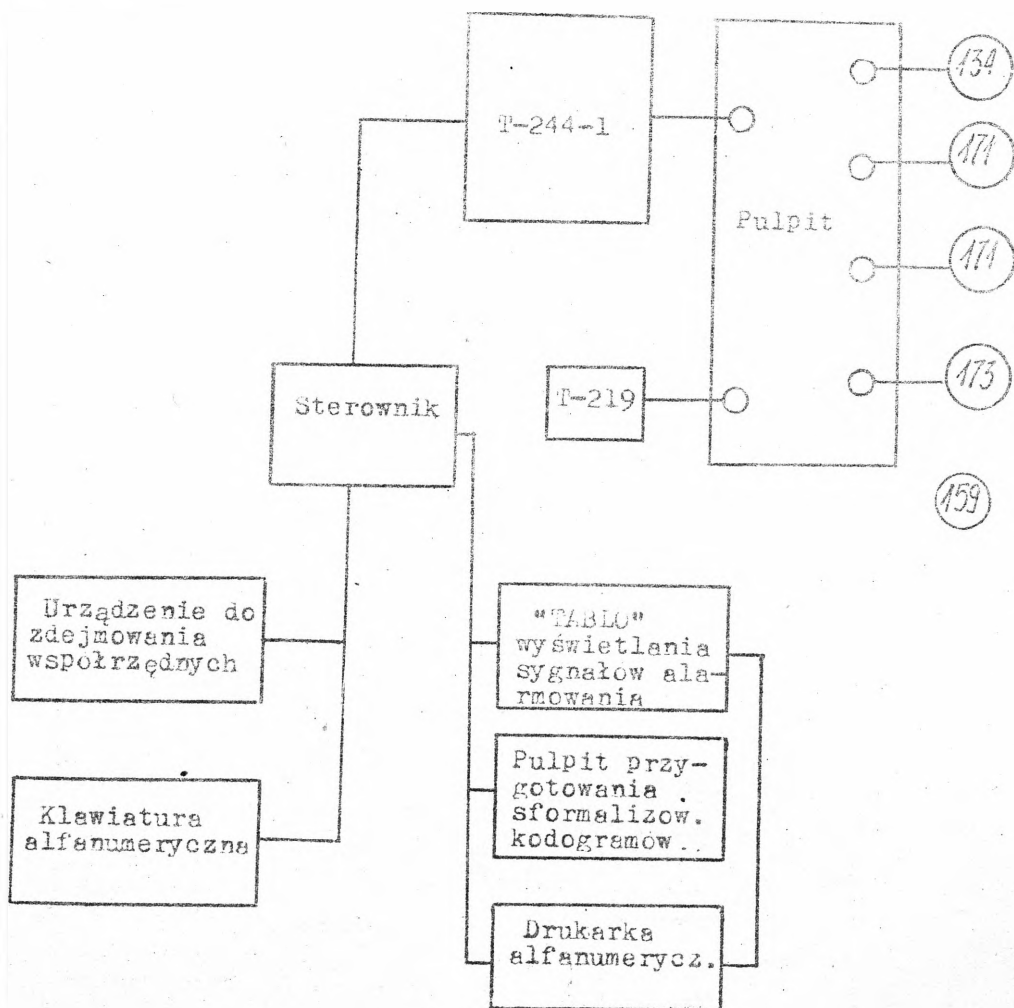 134
T-244-1
171
Pulpit
171
173
Sterownik
T-219
159
Urządzenie do
zdejmowania
współrzędnych
"TABLO"
wyświetlania
sygnałów ala-
rmowania
Pulpit przy-
gotowania
sformalizow.
kodogramów..
Klawiatura
alfanumeryczna
Drukarka
alfanumerycz.